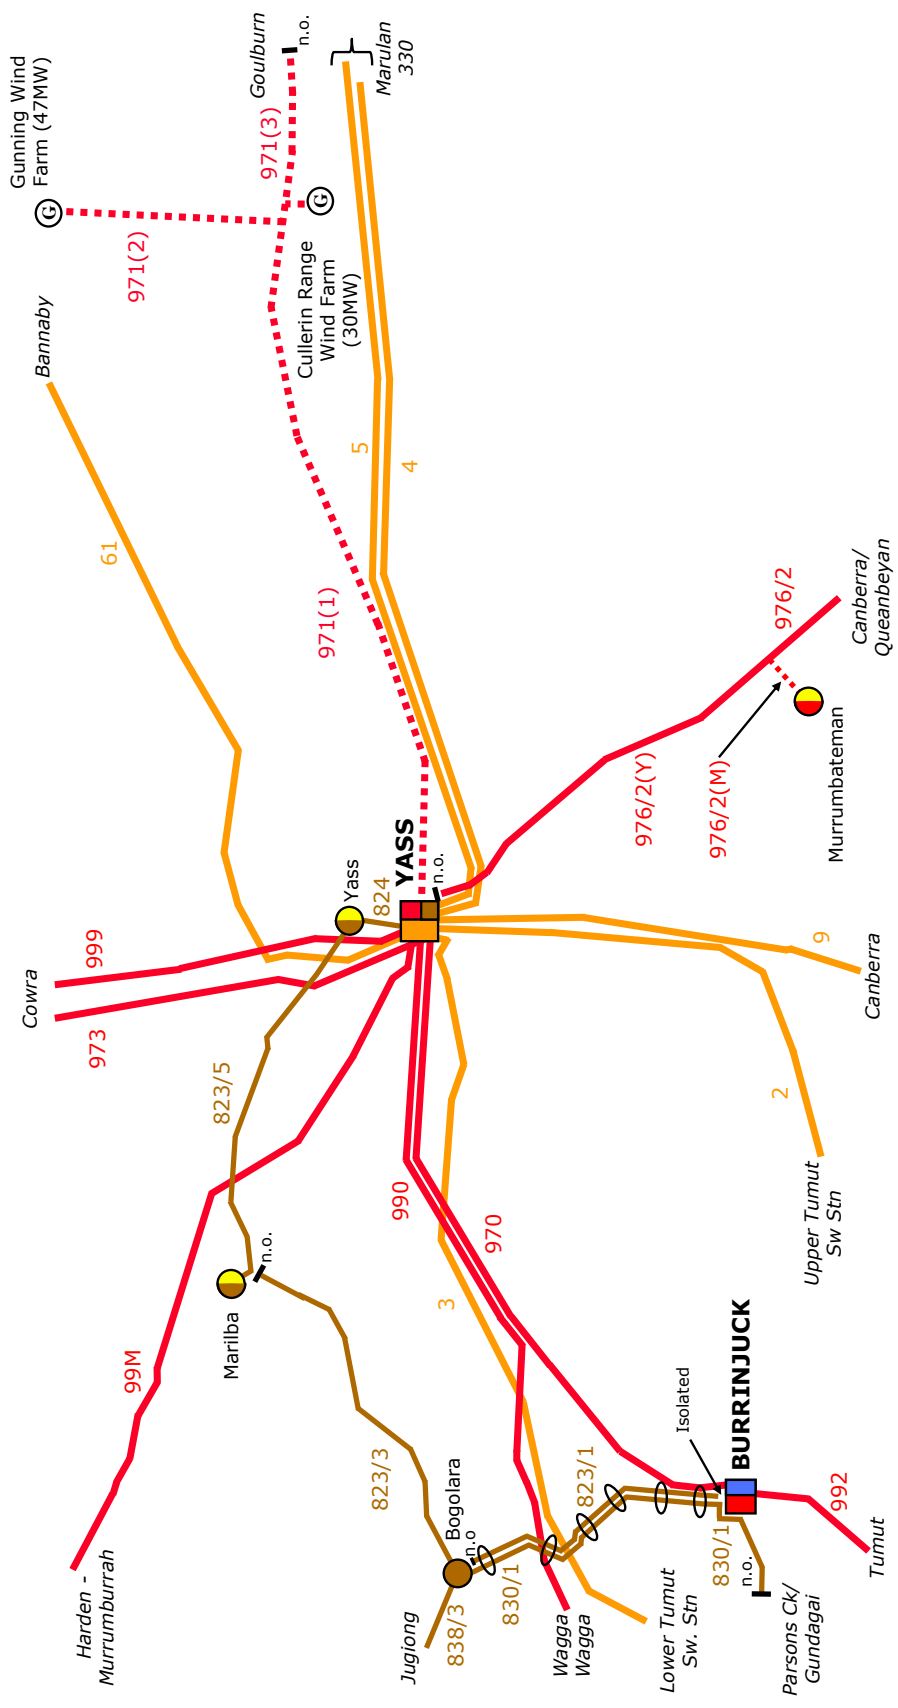 Gunning Wind
Farm (47MW)
G
971(2)
Bannaby
Goulburn
n.o.
971(3)
G
Cullerin Range
Wind Farm
(30MW)
Marulan
330
5
4
61
971(1)
976/2
Canberra/
Queanbeyan
976/2(Y)
976/2(M)
Murrumbateman
YASS
n.o.
Yass
824
999
Cowra
973
823/5
9
Canberra
2
Upper Tumut
Sw Stn
990
970
3
n.o.
Marilba
99M
Harden -
Murrumburrah
823/3
Bogolara
n.o
Jugiong
838/3
830/1
823/1
Isolated
BURRINJUCK
992
Tumut
830/1
n.o.
Parsons Ck/
Gundagai
Wagga
Wagga
Lower Tumut
Sw. Stn